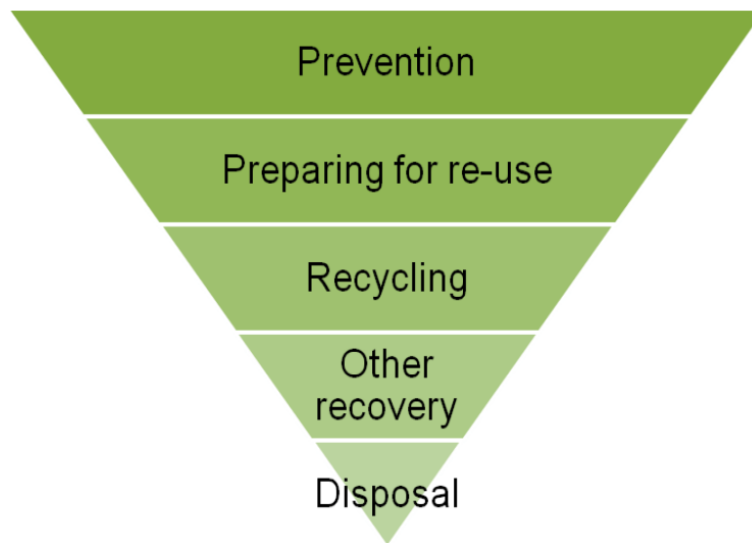 Prevention
Preparing for re-use
Recycling
Other
recovery
Disposal